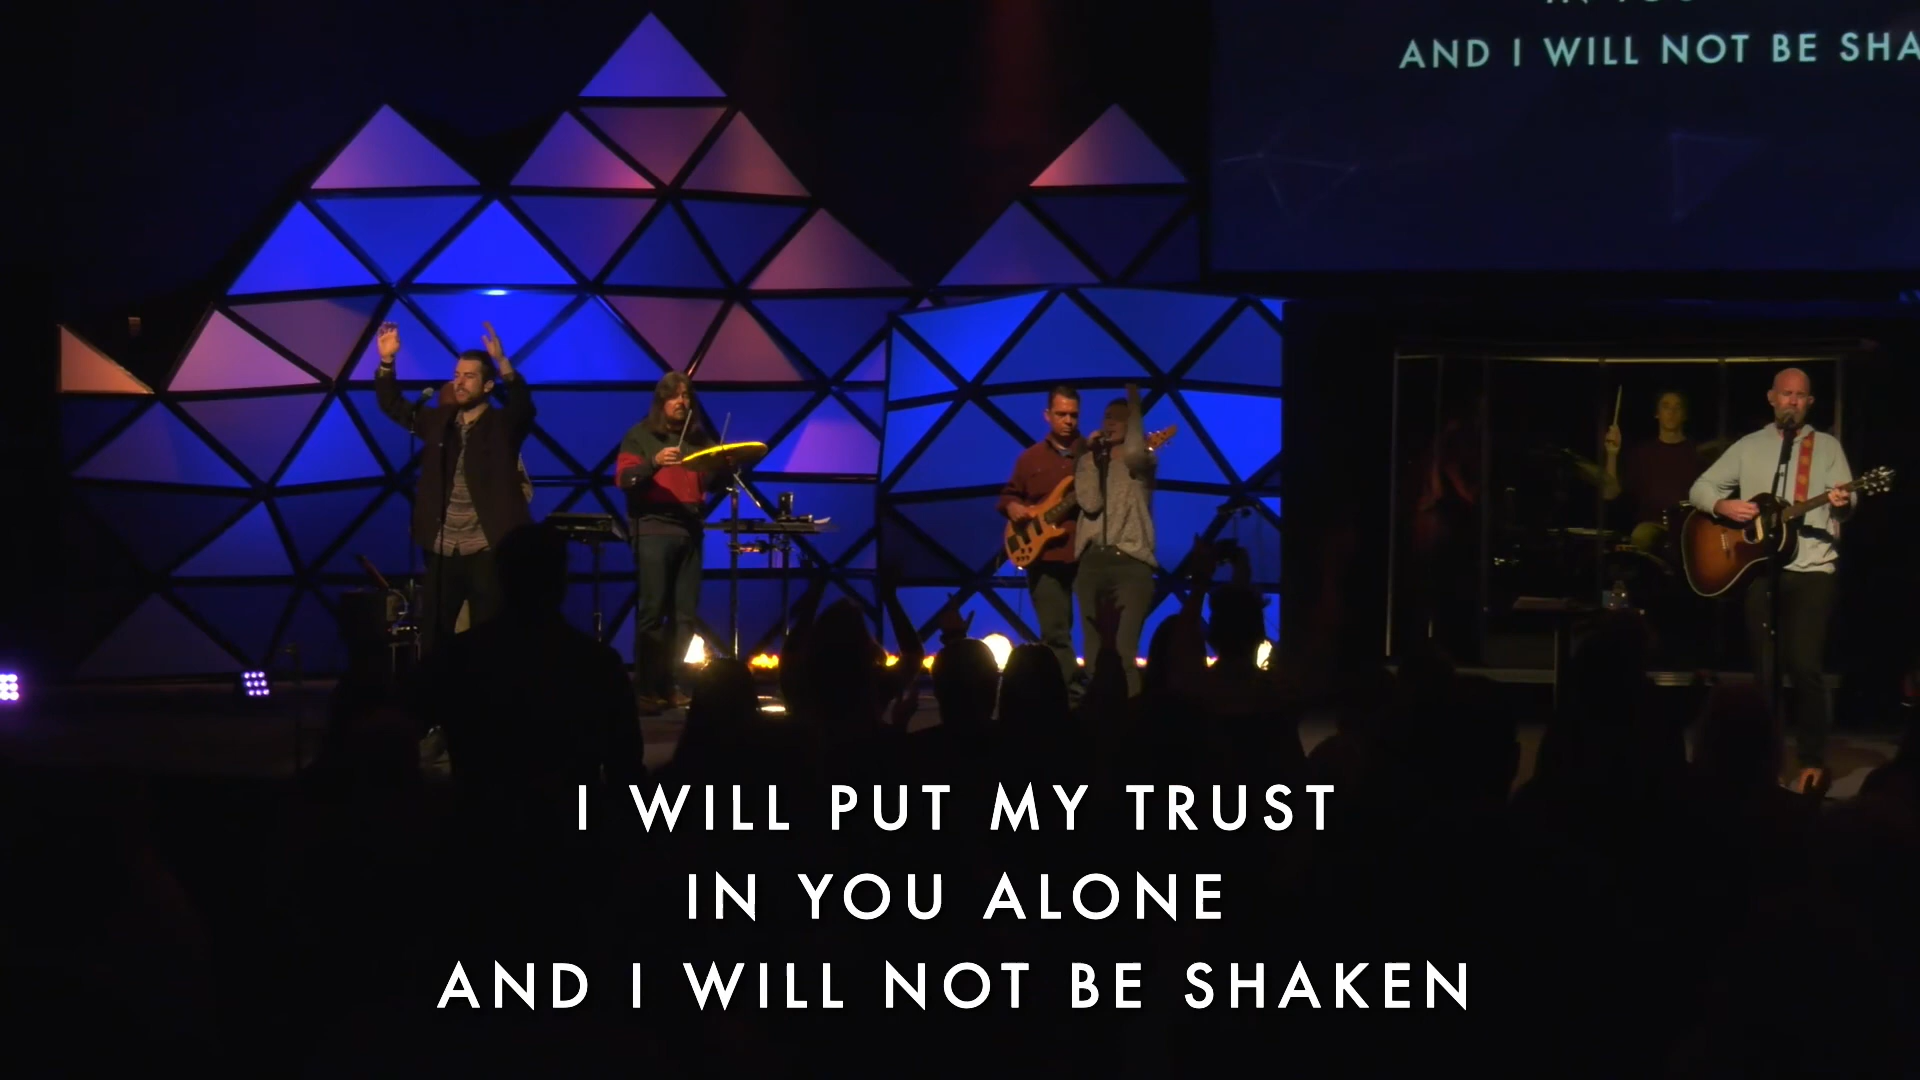 AND I WILL NOT BE SHA
I WILL PUT MY TRUST
IN YOU ALONE
AND I WILL NOT BE SHAKEN